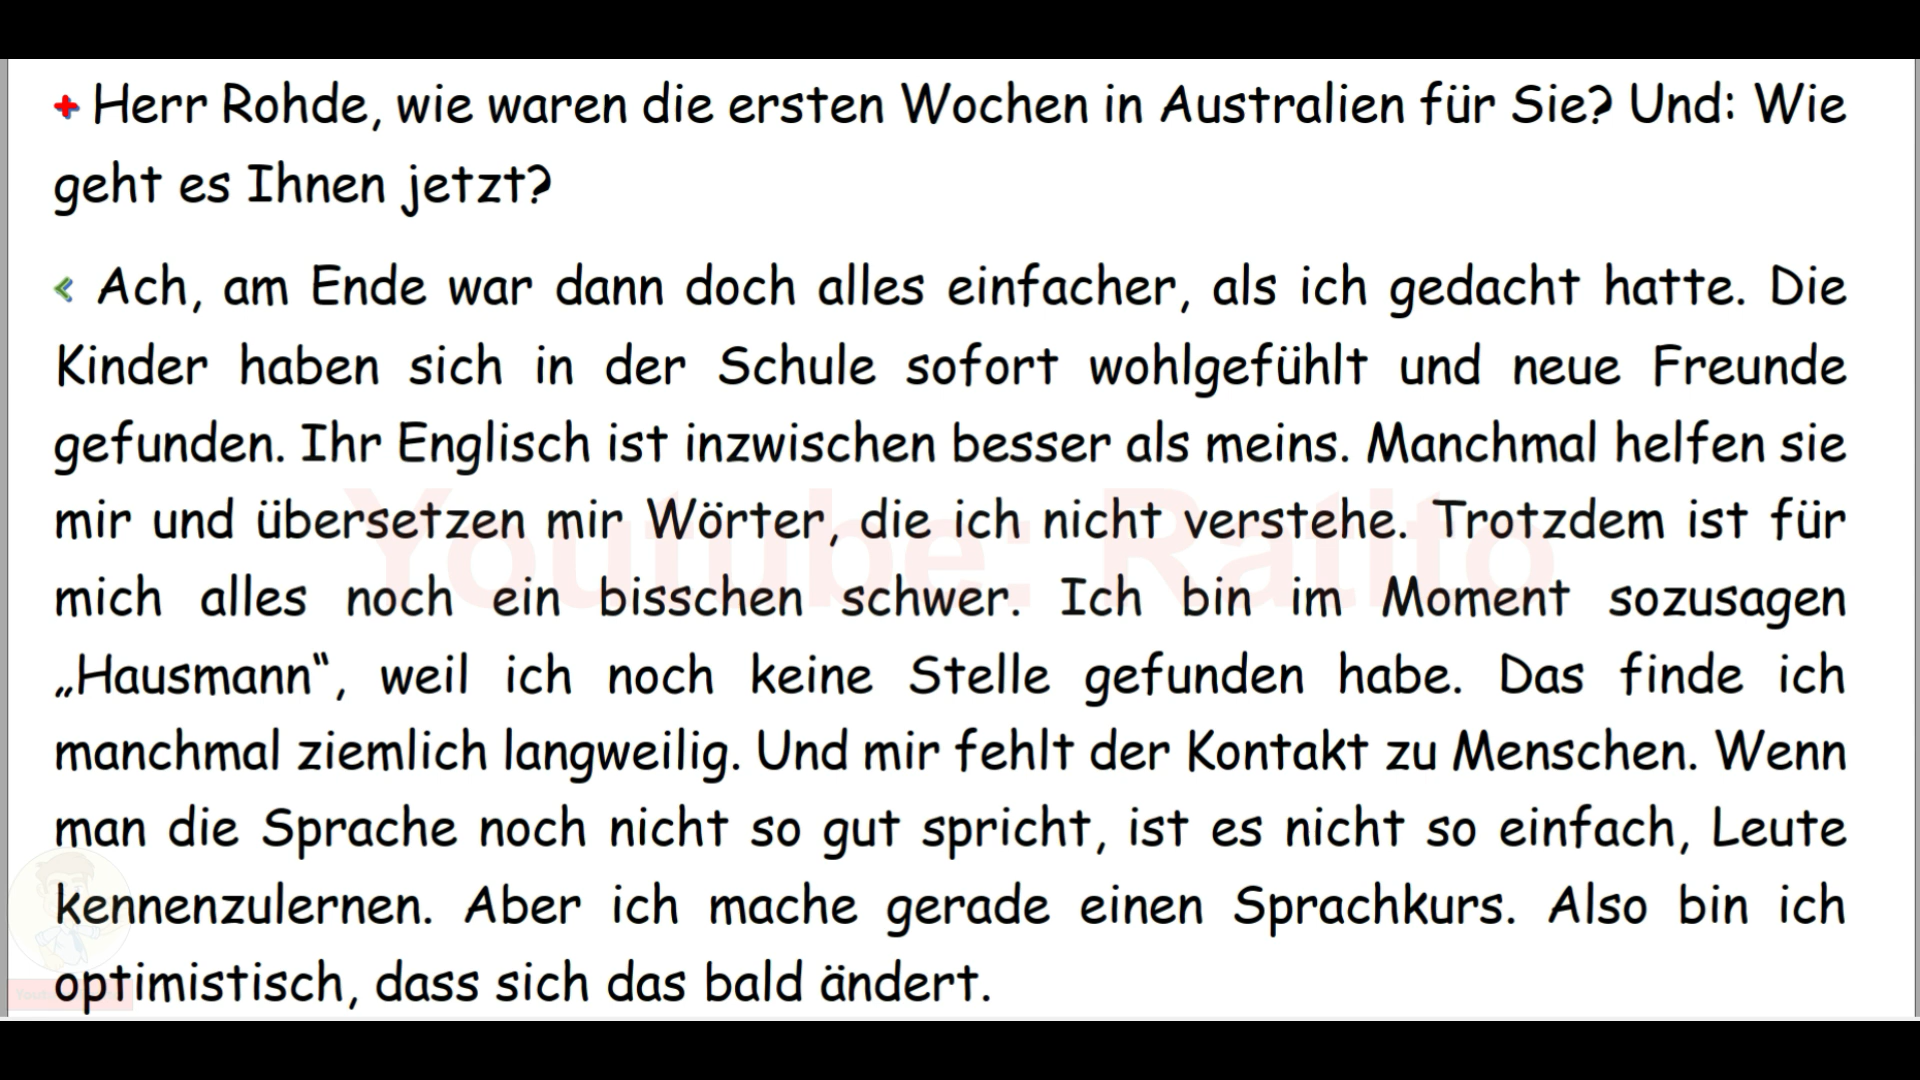 + Herr Rohde, wie waren die ersten Wochen in Australien für Sie? Und: Wie
geht es Ihnen jetzt?
< Ach, am Ende war dann doch alles einfacher, als ich gedacht hatte. Die
Kinder haben sich in der Schule sofort wohlgefühlt und neue Freunde
gefunden. Ihr Englisch ist inzwischen besser als meins. Manchmal helfen sie
mir und übersetzen mir Wörter, die ich nicht verstehe. Trotzdem ist für
Youtube: Ratito
mich alles noch ein bisschen schwer. Ich bin im Moment sozusagen
„Hausmann“, weil ich noch keine Stelle gefunden habe. Das finde ich
manchmal ziemlich langweilig. Und mir fehlt der Kontakt zu Menschen. Wenn
man die Sprache noch nicht so gut spricht, ist es nicht so einfach, Leute
kennenzulernen. Aber ich mache gerade einen Sprachkurs. Also bin ich
optimistisch, dass sich das bald ändert.